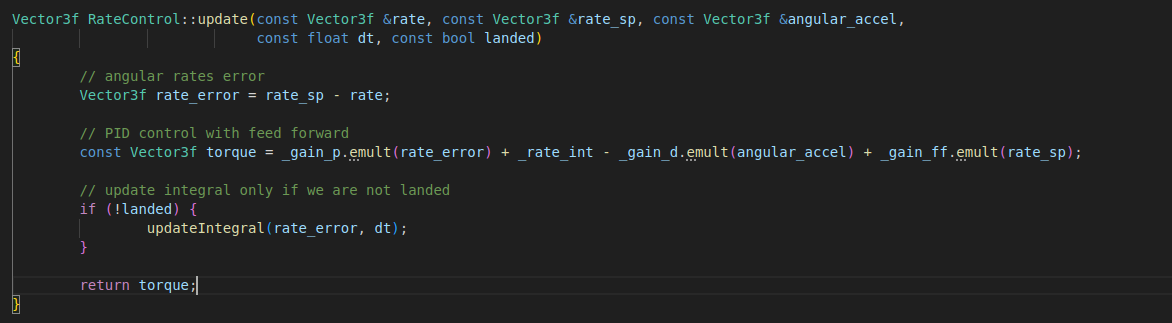 Vector3f RateControl::update(const Vector3f &rate, const Vector3f &rate_sp, const Vector3f &angular_accel,
const float dt, const bool landed)
{
// angular rates error
Vector3f rate_error = rate_sp - rate;
// PID control with feed forward
const Vector3f torque = _gain_p.emult(rate_error) + _rate_int - _gain_d.emult(angular_accel) + _gain_ff.emult(rate_sp);
// update integral only if we are not landed
if (!landed) {
updateIntegral(rate_error, dt);
}
return torque;
}